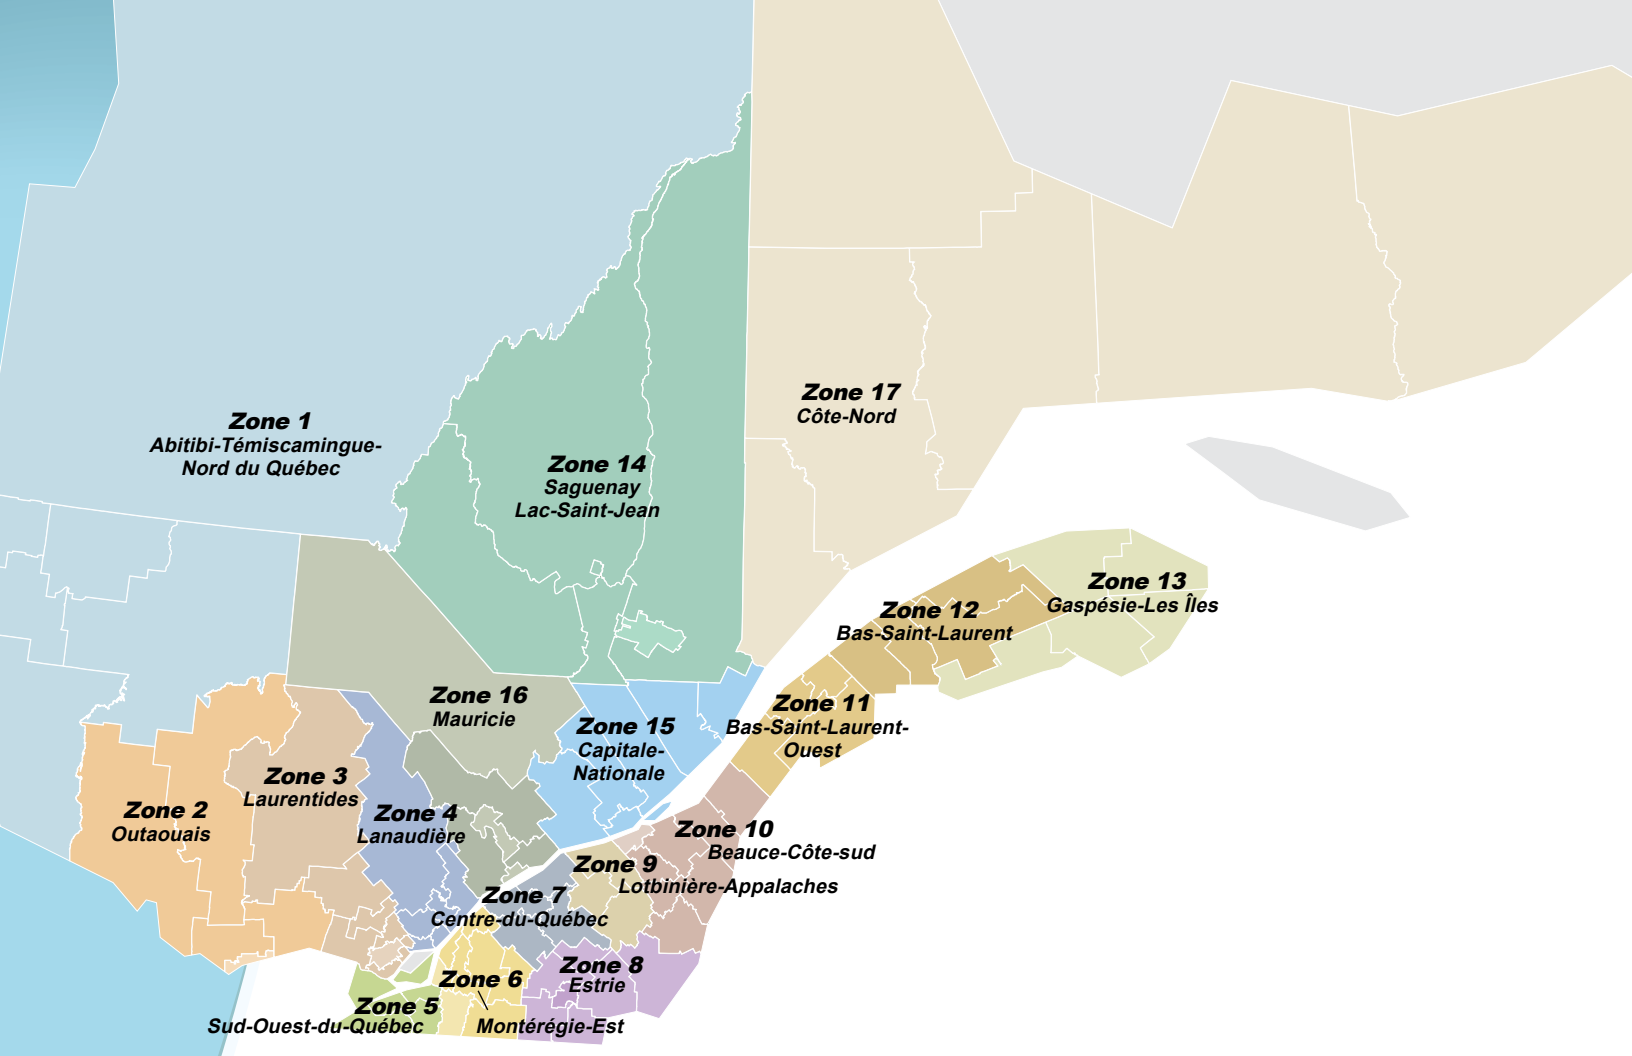 Zone 1
Abitibi-Témiscamingue-
Nord du Québec
Zone 14
Saguenay
Lac-Saint-Jean
Zone 17
Côte-Nord
Zone 13
Gaspésie-Les Îles
Zone 12
Bas-Saint-Laurent
Zone 11
Bas-Saint-Laurent-
Ouest
Zone 16
Mauricie
Zone 15
Capitale-
Nationale
Zone 3
Laurentides
Zone 2
Outaouais
Zone 4
Lanaudière
Zone 10
Beauce-Côte-sud
Zone 9
Lotbinière-Appalaches
Zone 7
Centre-du-Québec
Zone 8
Estrie
Zone 6
Montérégie-Est
Zone 5
Sud-Ouest-du-Québec